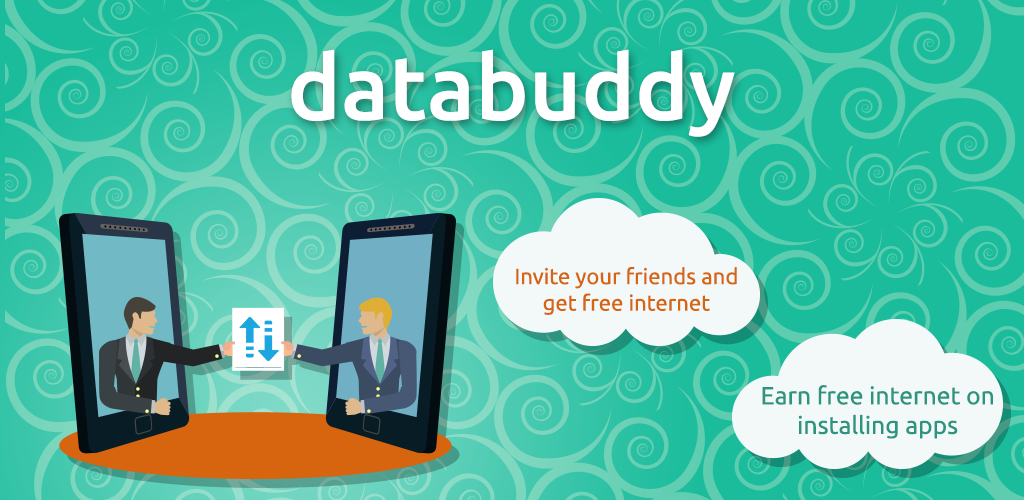 databuddy
Invite your friends and
get free internet
Earn free internet on
installing apps